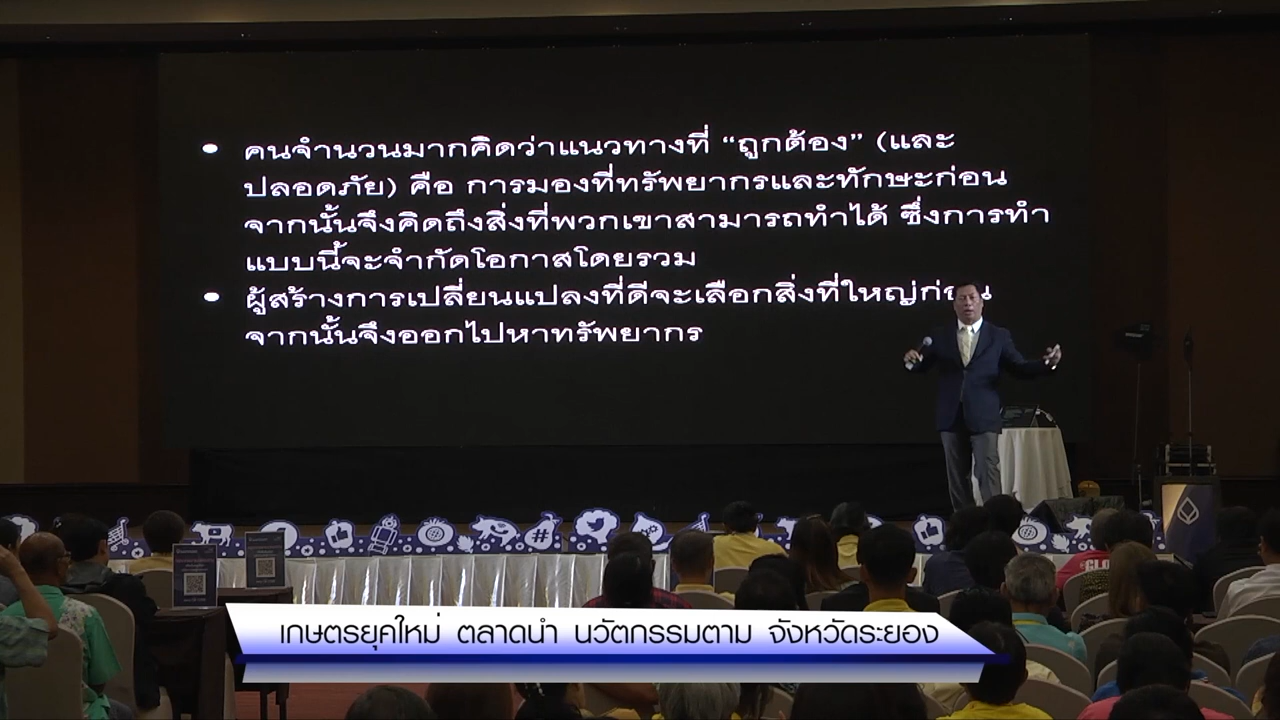 • คนจำนวนมากคิดว่าแนวทางที่ “ถูกต้อง” (และ
ปลอดภัย) คือ การมองที่ทรัพยากรและทักษะก่อน
จากนั้นจึงคิดถึงสิ่งที่พวกเขาสามารถทำได้ ซึ่งการทำ
แบบนี้จะจำกัดโอกาสโดยรวม
• ผู้สร้างการเปลี่ยนแปลงที่ดีจะเลือกสิ่งที่ใหญ่ก่อน
จากนั้นจึงออกไปหาทรัพยากร
#
เกษตรยุคใหม่ ตลาดนำ นวัตกรรมตาม จังหวัดระยอง